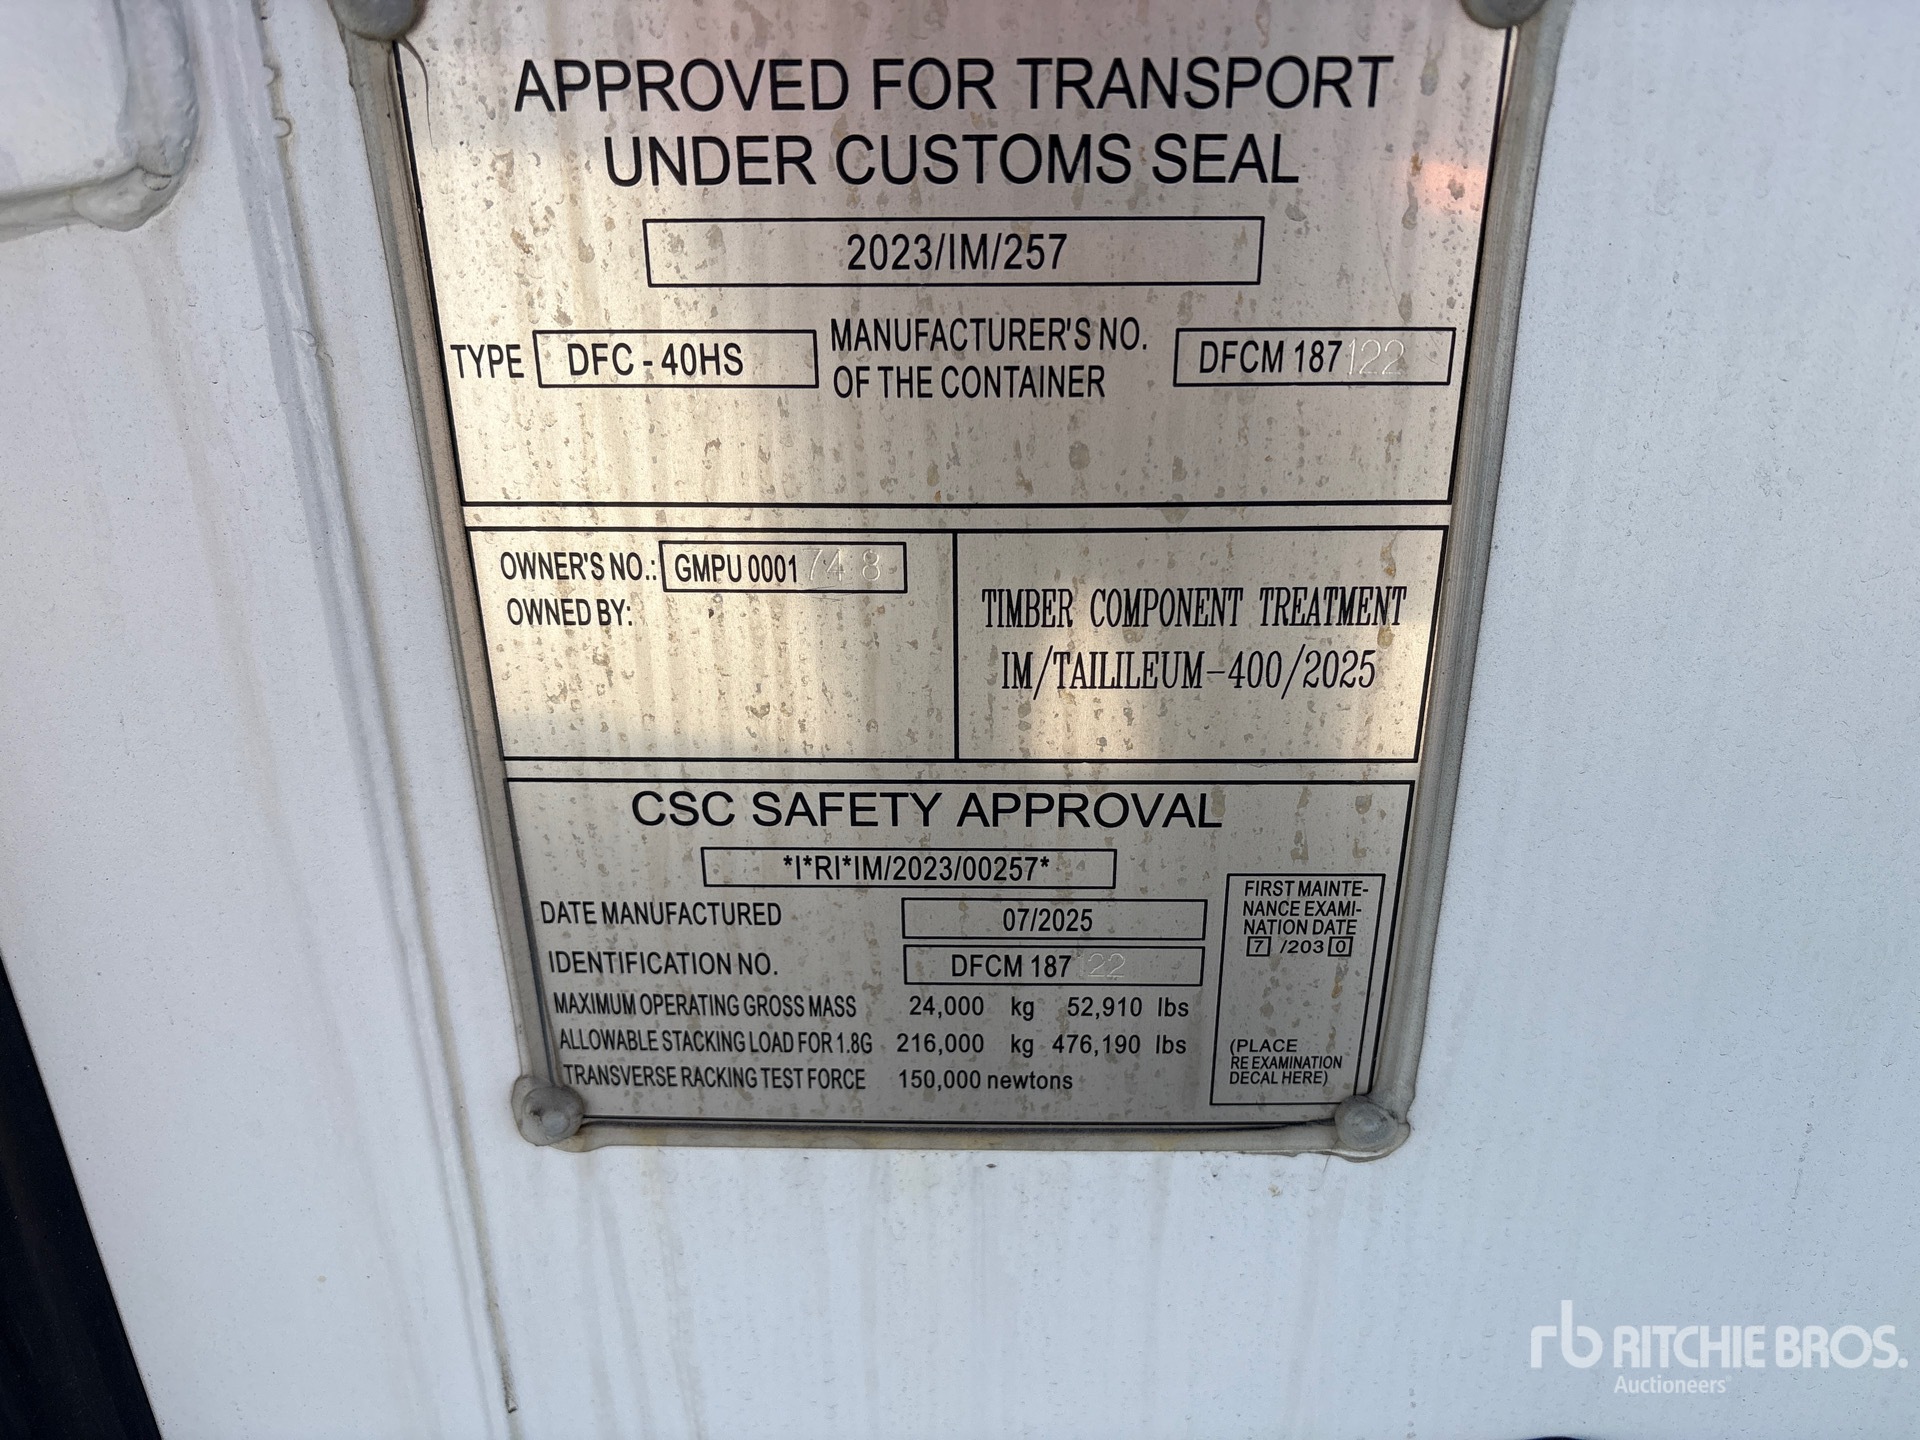 APPROVED FOR TRANSPORT
UNDER CUSTOMS SEAL
2023/IM/257
TYPE DFC - 40HS MANUFACTURER'S NO. OF THE CONTAINER DFCM 187122
OWNER'S NO.: GMPU 0001748
OWNED BY:
TIMBER COMPONENT TREATMENT
IM/TAILILEUM-400/2025
CSC SAFETY APPROVAL
*I*RI*IM/2023/00257*
DATE MANUFACTURED 07/2025
IDENTIFICATION NO. DFCM 187122
MAXIMUM OPERATING GROSS MASS 24,000 kg 52,910 lbs
ALLOWABLE STACKING LOAD FOR 1.8G 216,000 kg 476,190 lbs
TRANSVERSE RACKING TEST FORCE 150,000 newtons
FIRST MAINTE-
NANCE EXAMI-
NATION DATE
7 /2030
(PLACE
RE EXAMINATION
DECAL HERE)
rb RITCHIE BROS.
Auctioneers